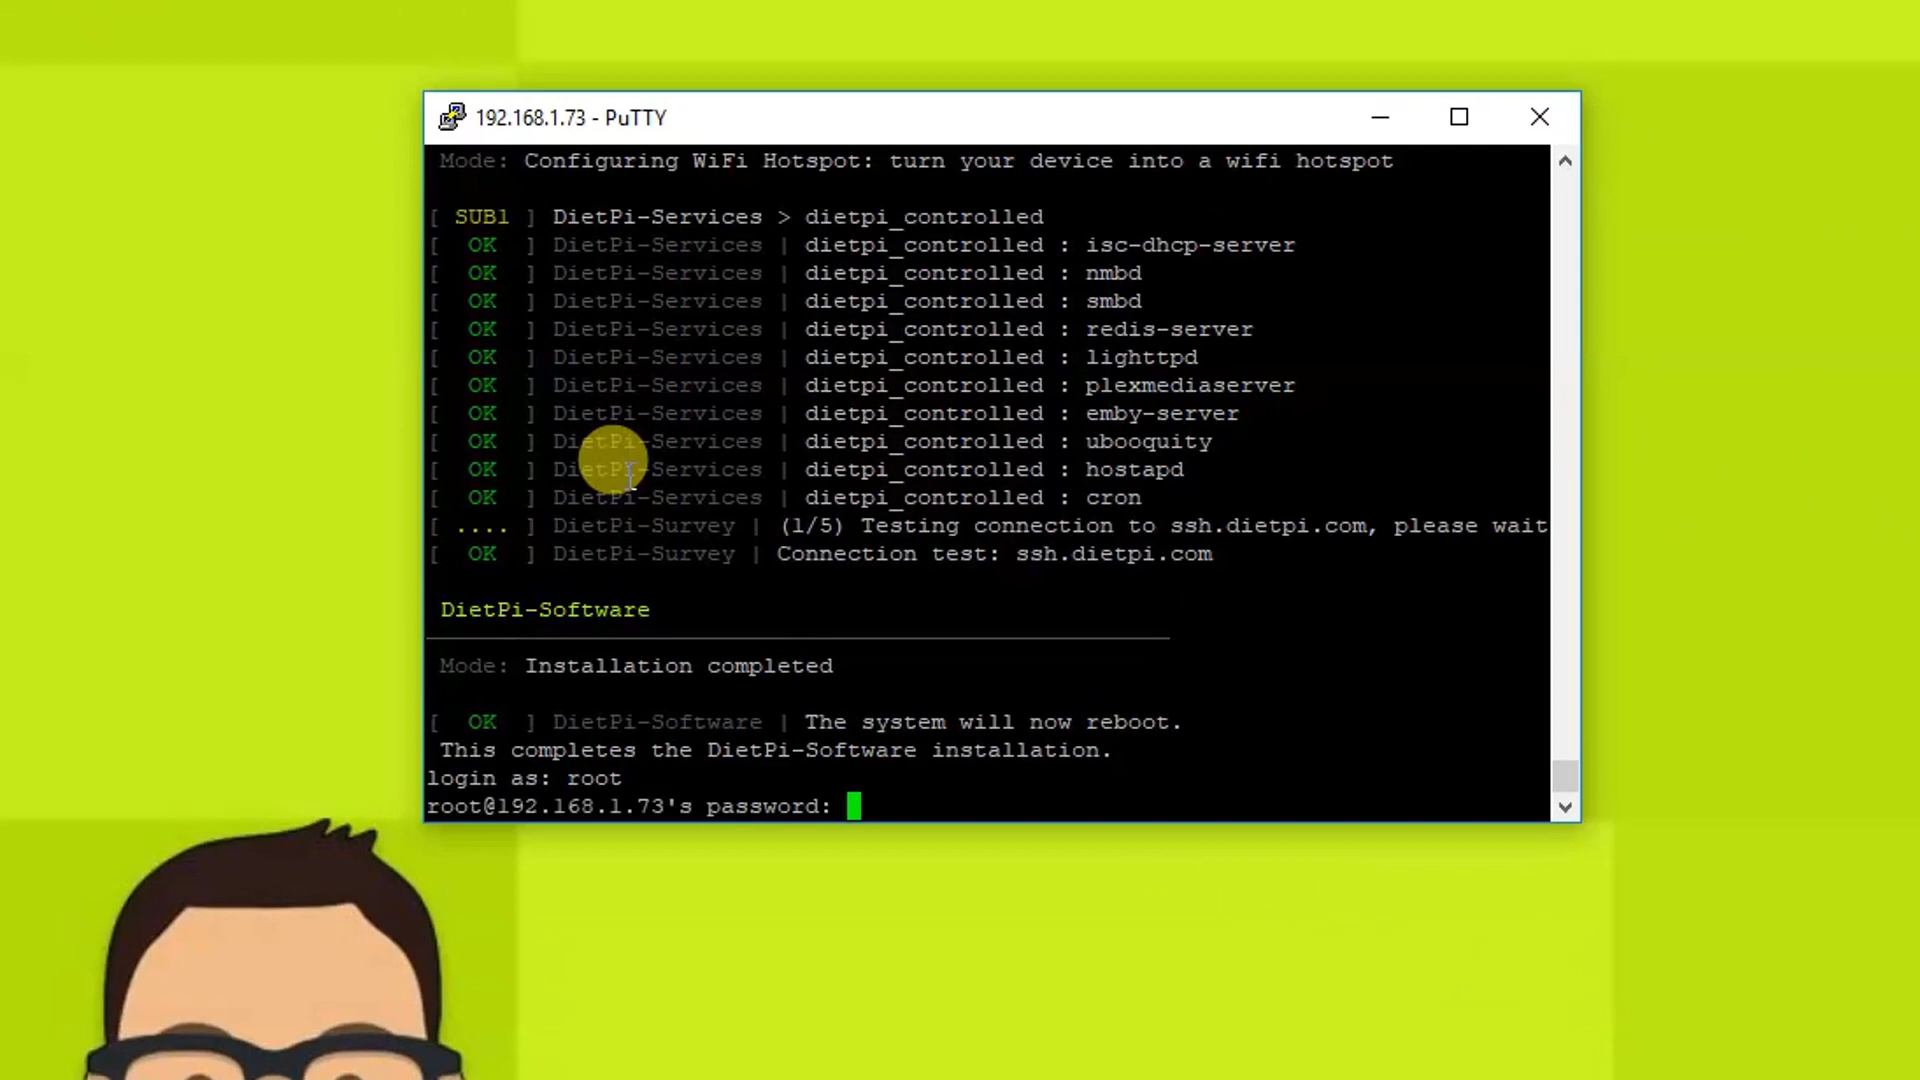 192.168.1.73 - PuTTY
Mode: Configuring WiFi Hotspot: turn your device into a wifi hotspot
[ SUB1 ] DietPi-Services > dietpi_controlled
[ OK ] DietPi-Services | dietpi_controlled : isc-dhcp-server
[ OK ] DietPi-Services | dietpi_controlled : nmbd
[ OK ] DietPi-Services | dietpi_controlled : smbd
[ OK ] DietPi-Services | dietpi_controlled : redis-server
[ OK ] DietPi-Services | dietpi_controlled : lighttpd
[ OK ] DietPi-Services | dietpi_controlled : plexmediaserver
[ OK ] DietPi-Services | dietpi_controlled : emby-server
[ OK ] DietPi-Services | dietpi_controlled : ubooquity
[ OK ] DietPi-Services | dietpi_controlled : hostapd
[ OK ] DietPi-Services | dietpi_controlled : cron
[ .... ] DietPi-Survey | (1/5) Testing connection to ssh.dietpi.com, please wait
[ OK ] DietPi-Survey | Connection test: ssh.dietpi.com
DietPi-Software
Mode: Installation completed
[ OK ] DietPi-Software | The system will now reboot.
This completes the DietPi-Software installation.
login as: root
root@192.168.1.73's password: